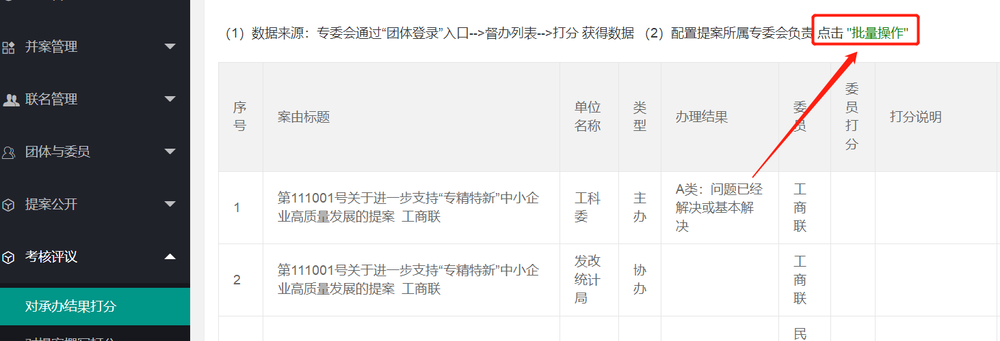 并案管理
联名管理
团体与委员
提案公开
考核评议
对承办结果打分
（1）数据来源：专委会通过“团体登录”入口-->督办列表-->打分 获得数据 （2）配置提案所属专委会负责 点击 "批量操作"
序
号
案由标题
单位
名称
类
型
办理结果
委
员
委
员
打
分
打分说明
1
第111001号关于进一步支持“专精特新”中小企
业高质量发展的提案 工商联
工科
委
主
办
A类：问题已经
解决或基本解
决
工
商
联
2
第111001号关于进一步支持“专精特新”中小企
业高质量发展的提案 工商联
发改
统计
局
协
办
工
商
联
民